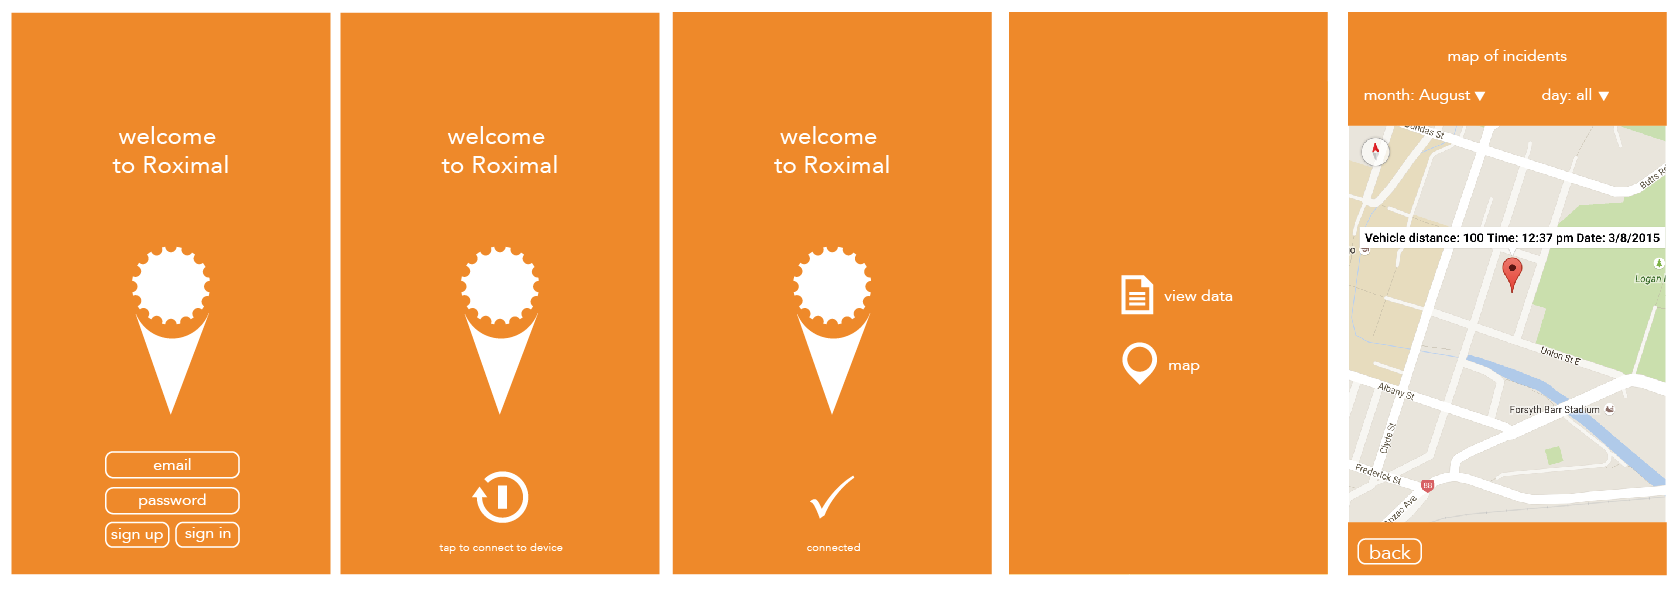 welcome
to Roximal
email
password
sign up
sign in
welcome
to Roximal
tap to connect to device
welcome
to Roximal
connected
view data
map
map of incidents
month: August ▼
day: all ▼
Dundas St
Butts Rd
Vehicle distance: 100 Time: 12:37 pm Date: 3/8/2015
Logan
Union St E
Albany St
Forsyth Barr Stadium
Clyde St
Frederick St
88
Anzac Ave
back